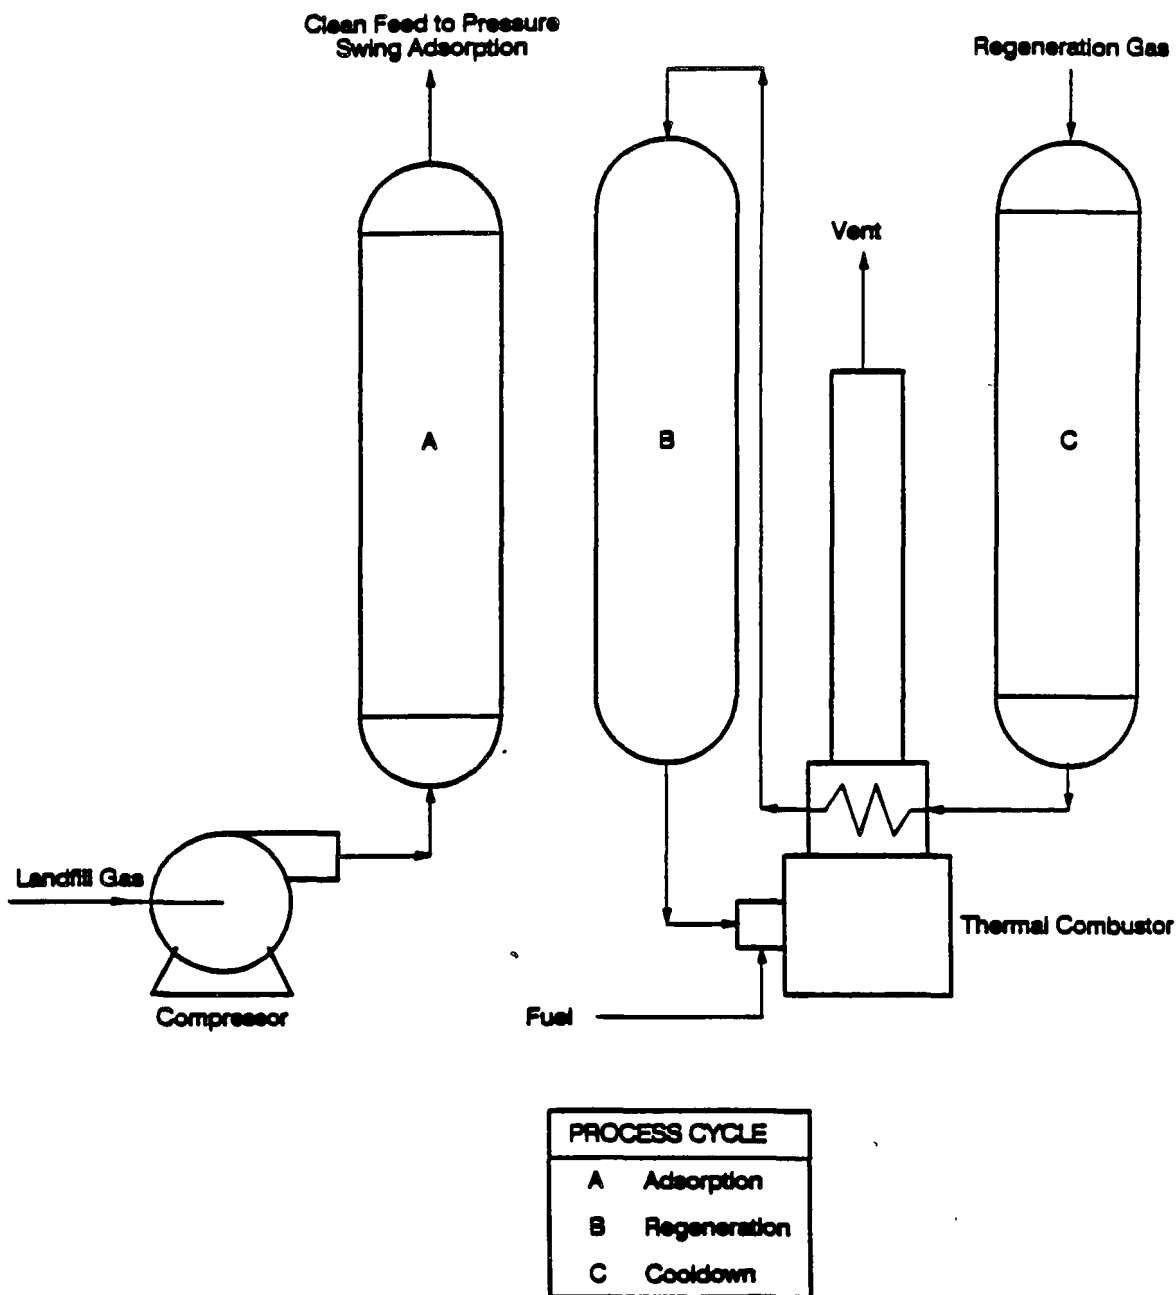 Clean Feed to Pressure
Swing Adsorption
Regeneration Gas
Vent
A
B
C
Landfill Gas
Thermal Combustor
Compressor
Fuel
PROCESS CYCLE
A Adsorption
B Regeneration
C Cooldown